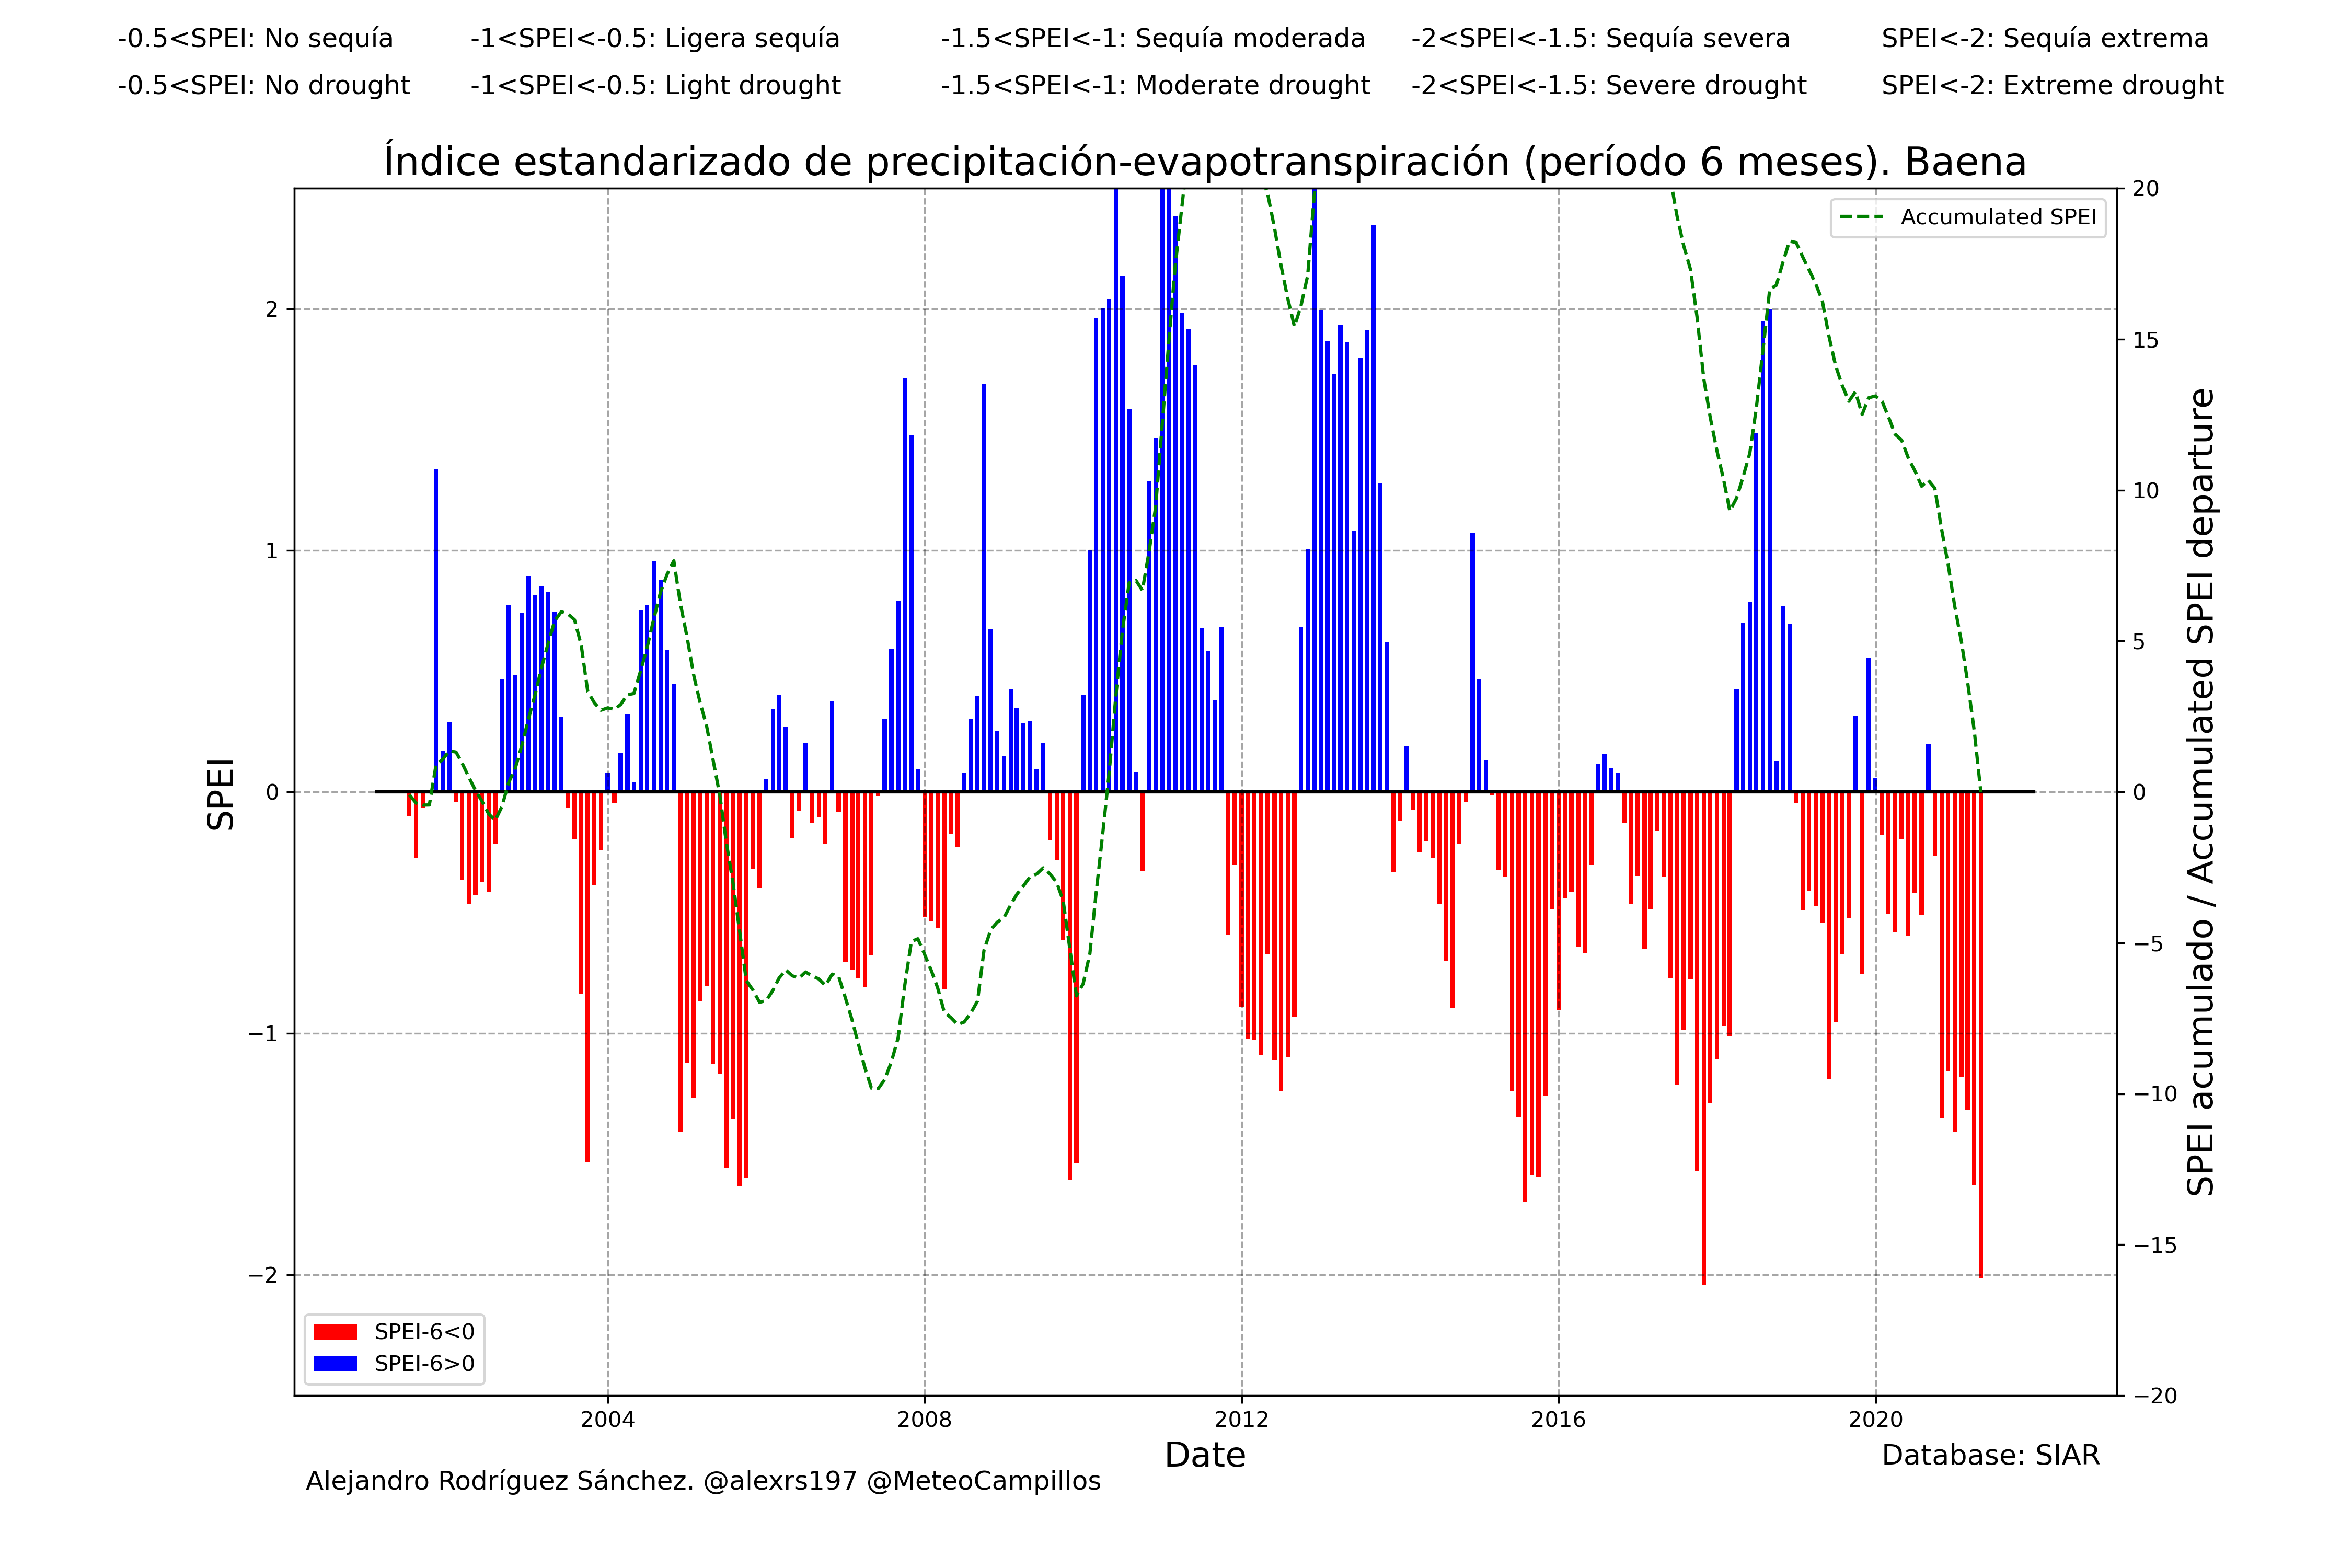 -0.5<SPEI: No sequía -1<SPEI<-0.5: Ligera sequía -1.5<SPEI<-1: Sequía moderada -2<SPEI<-1.5: Sequía severa SPEI<-2: Sequía extrema
-0.5<SPEI: No drought -1<SPEI<-0.5: Light drought -1.5<SPEI<-1: Moderate drought -2<SPEI<-1.5: Severe drought SPEI<-2: Extreme drought
Índice estandarizado de precipitación-evapotranspiración (período 6 meses). Baena
Accumulated SPEI
SPEI
2
1
0
−1
−2
20
15
10
5
0
−5
−10
−15
−20
SPEI acumulado / Accumulated SPEI departure
SPEI-6<0
SPEI-6>0
2004 2008 2012 2016 2020
Date
Database: SIAR
Alejandro Rodríguez Sánchez. @alexrs197 @MeteoCampillos